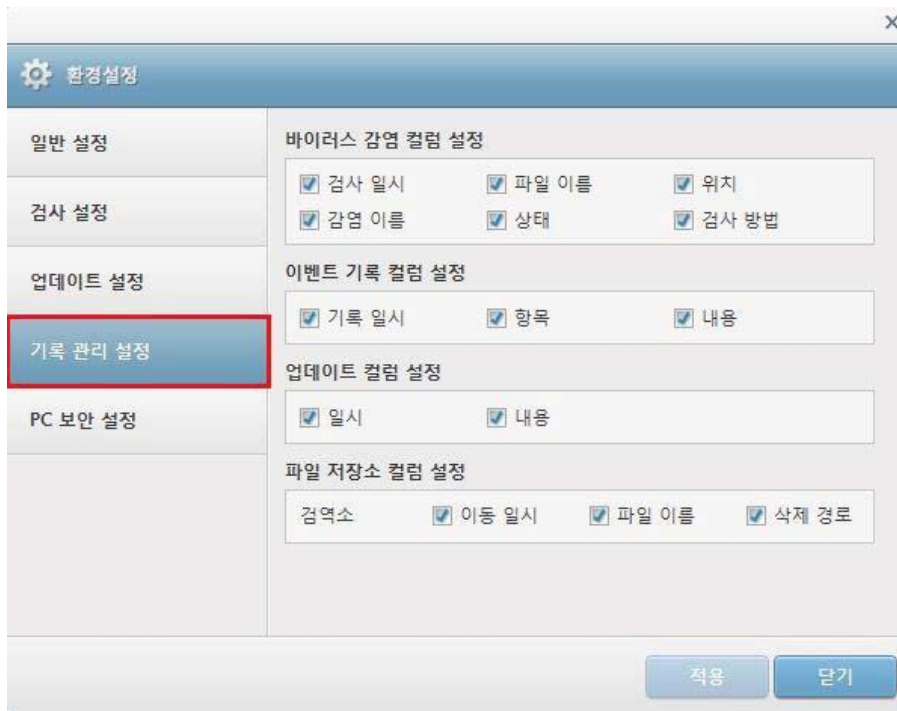 환경설정
일반 설정
검사 설정
업데이트 설정
기록 관리 설정
PC 보안 설정
바이러스 감염 컬럼 설정
검사 일시 파일 이름 위치
감염 이름 상태 검사 방법
이벤트 기록 컬럼 설정
기록 일시 항목 내용
업데이트 컬럼 설정
일시 내용
파일 저장소 컬럼 설정
검역소 이동 일시 파일 이름 삭제 경로
적용 닫기